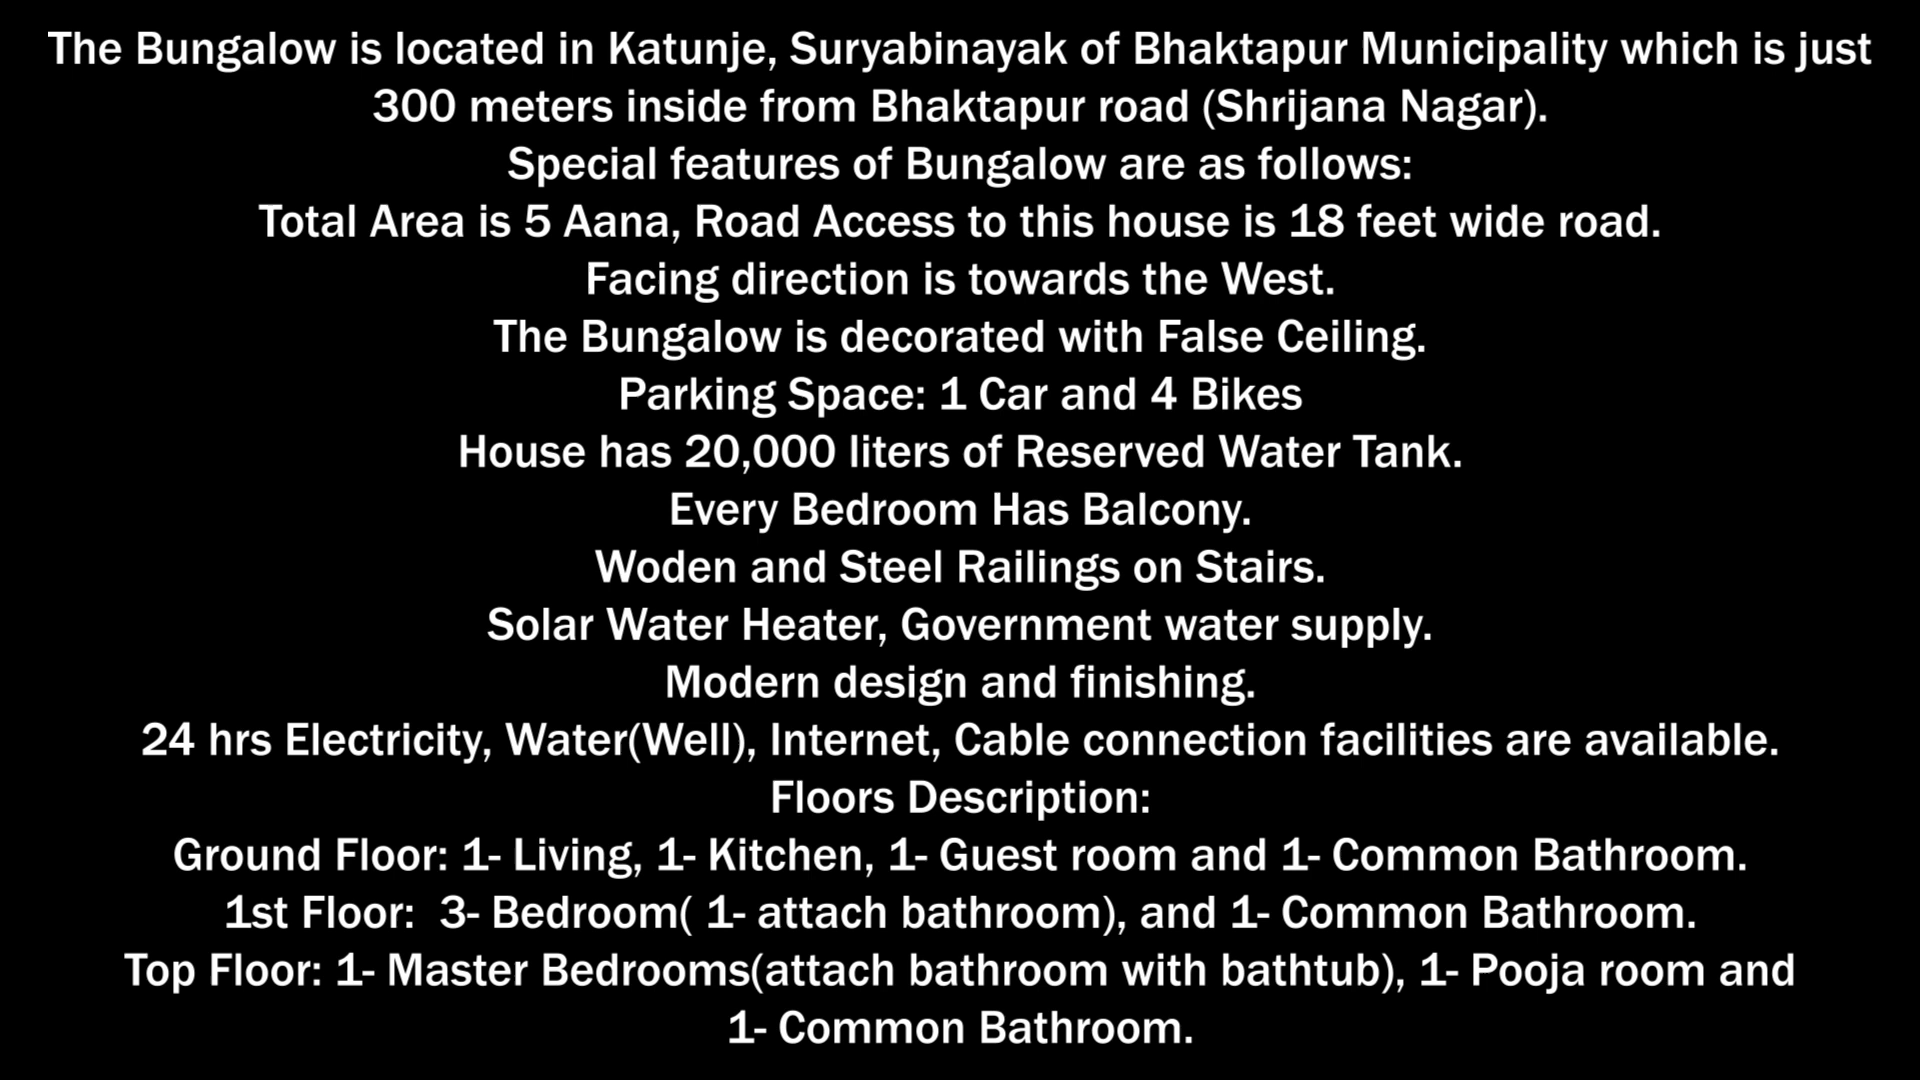 The Bungalow is located in Katunje, Suryabinayak of Bhaktapur Municipality which is just
300 meters inside from Bhaktapur road (Shrijana Nagar).
Special features of Bungalow are as follows:
Total Area is 5 Aana, Road Access to this house is 18 feet wide road.
Facing direction is towards the West.
The Bungalow is decorated with False Ceiling.
Parking Space: 1 Car and 4 Bikes
House has 20,000 liters of Reserved Water Tank.
Every Bedroom Has Balcony.
Woden and Steel Railings on Stairs.
Solar Water Heater, Government water supply.
Modern design and finishing.
24 hrs Electricity, Water(Well), Internet, Cable connection facilities are available.
Floors Description:
Ground Floor: 1- Living, 1- Kitchen, 1- Guest room and 1- Common Bathroom.
1st Floor:  3- Bedroom( 1- attach bathroom), and 1- Common Bathroom.
Top Floor: 1- Master Bedrooms(attach bathroom with bathtub), 1- Pooja room and
1- Common Bathroom.